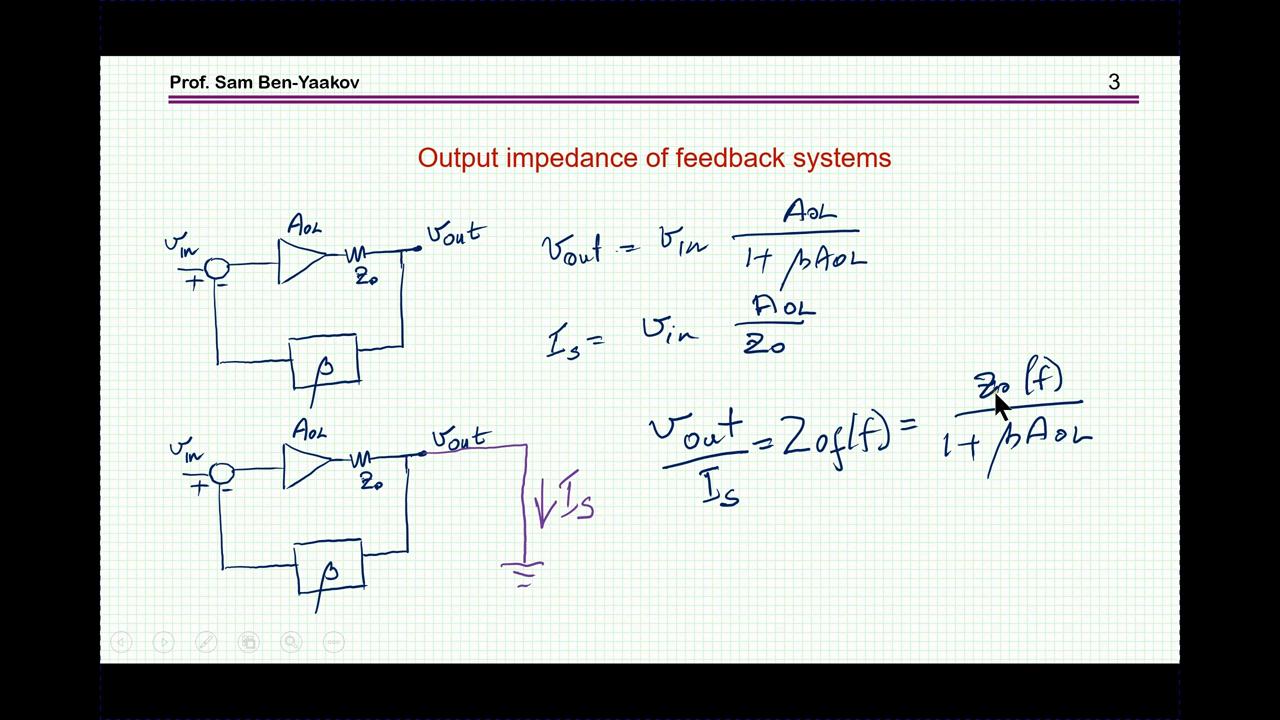 Prof. Sam Ben-Yaakov
3
Output impedance of feedback systems
vin
+
-
AOL
Zo
vout
β
vout = vin AOL / 1+ βAOL
Is = vin AOL / Zo
vout / Is = Zof(f) = Zo(f) / 1+ βAOL
vin
+
-
AOL
Zo
vout
β
↓Is